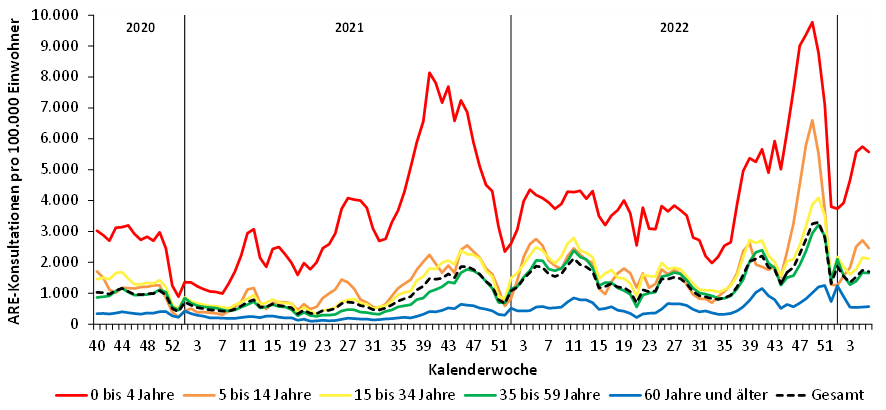 2020 2021 2022
ARE-Konsultationen pro 100.000 Einwohner
10.000
9.000
8.000
7.000
6.000
5.000
4.000
3.000
2.000
1.000
0
40 44 48 52 3 7 11 15 19 23 27 31 35 39 43 47 51 3 7 11 15 19 23 27 31 35 39 43 47 51 3
Kalenderwoche
0 bis 4 Jahre 5 bis 14 Jahre 15 bis 34 Jahre 35 bis 59 Jahre 60 Jahre und älter Gesamt